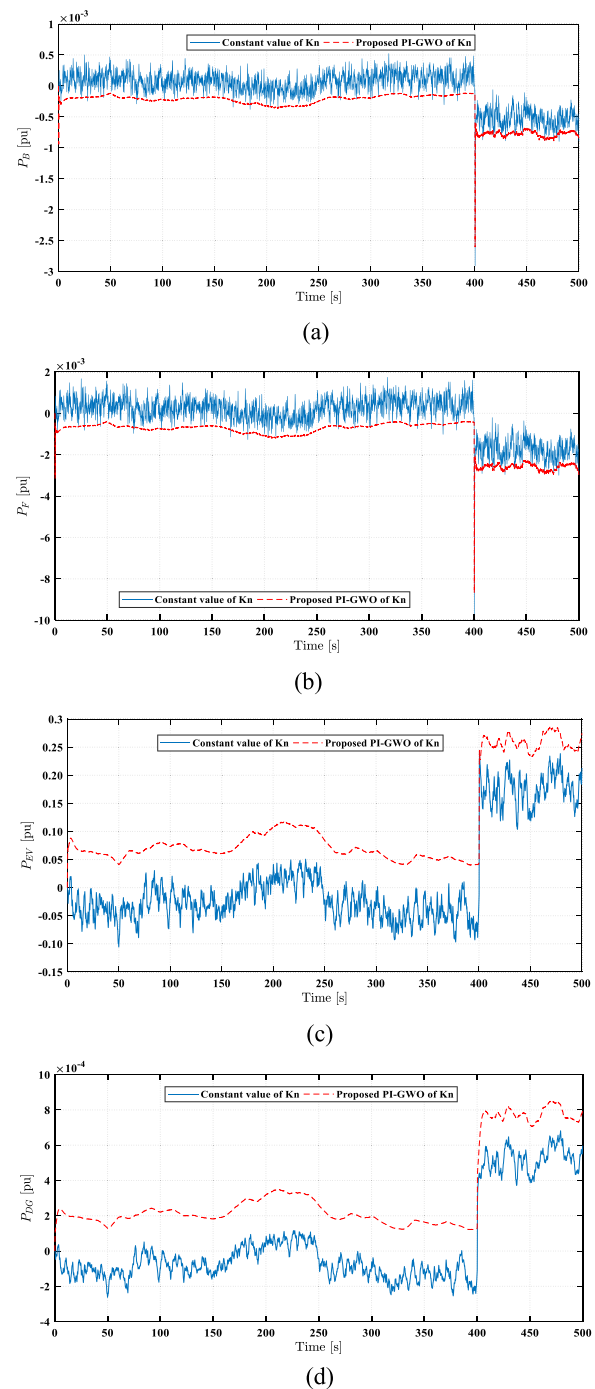 ×10⁻³
1
0.5
0
-0.5
-1
-1.5
-2
-2.5
-3
P_B [pu]
Constant value of Kn Proposed PI-GWO of Kn
0 50 100 150 200 250 300 350 400 450 500
Time [s]
(a)
×10⁻³
2
0
-2
-4
-6
-8
-10
P_F [pu]
Constant value of Kn Proposed PI-GWO of Kn
0 50 100 150 200 250 300 350 400 450 500
Time [s]
(b)
0.3
0.25
0.20
0.15
0.10
0.05
0
-0.05
-0.10
-0.15
P_EV [pu]
Constant value of Kn Proposed PI-GWO of Kn
0 50 100 150 200 250 300 350 400 450 500
Time [s]
(c)
×10⁻⁴
10
8
6
4
2
0
-2
-4
P_DG [pu]
Constant value of Kn Proposed PI-GWO of Kn
0 50 100 150 200 250 300 350 400 450 500
Time [s]
(d)